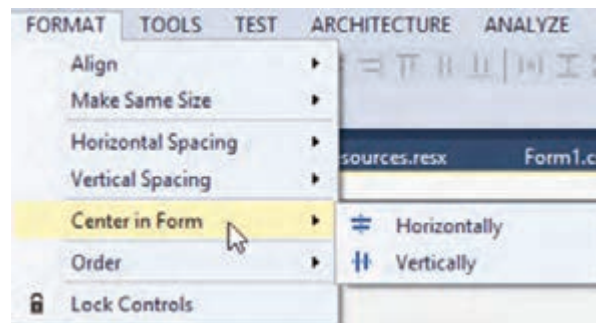 FORMAT TOOLS TEST ARCHITECTURE ANALYZE
Align
Make Same Size
Horizontal Spacing
sources.resx Form1.c
Vertical Spacing
Center in Form
Horizontally
Order
Vertically
Lock Controls